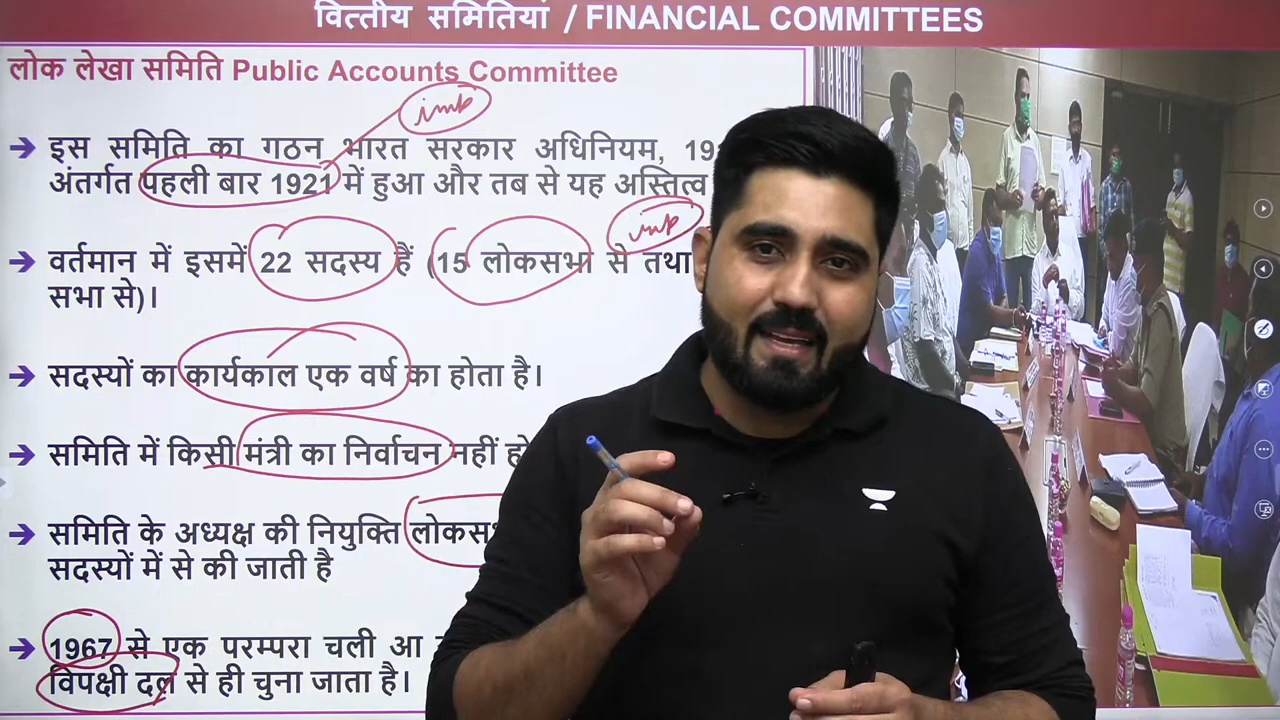 वित्तीय समितियां / FINANCIAL COMMITTEES
लोक लेखा समिति Public Accounts Committee
imp
इस समिति का गठन भारत सरकार अधिनियम,
अंतर्गत पहली बार 1921 में हुआ और तब से यह अस्तित्व
imp
वर्तमान में इसमें 22 सदस्य हैं (15 लोकसभा से तथा
सभा से)।
सदस्यों का कार्यकाल एक वर्ष का होता है।
समिति में किसी मंत्री का निर्वाचन नहीं
समिति के अध्यक्ष की नियुक्ति
सदस्यों में से की जाती है
1967 से एक परम्परा चली आ
विपक्षी दल से ही चुना जाता है।